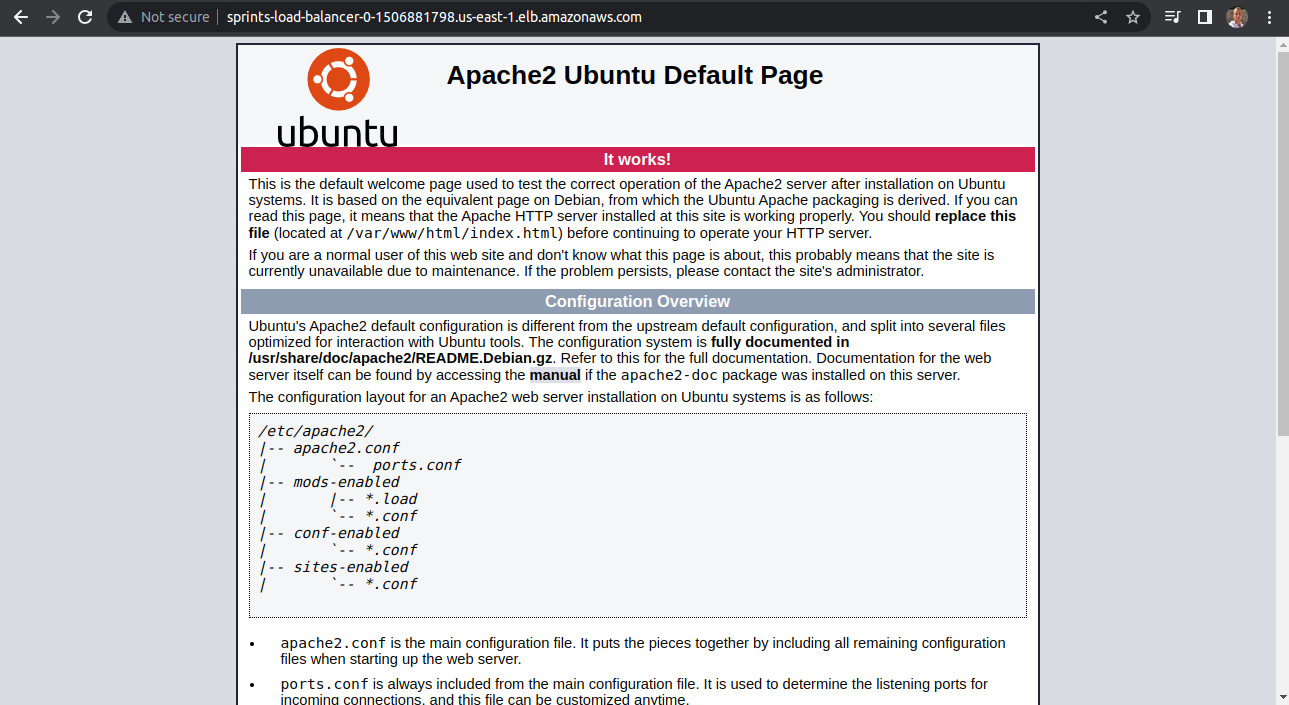 Not secure
sprints-load-balancer-0-1506881798.us-east-1.elb.amazonaws.com
ubuntu
Apache2 Ubuntu Default Page
It works!
This is the default welcome page used to test the correct operation of the Apache2 server after installation on Ubuntu
systems. It is based on the equivalent page on Debian, from which the Ubuntu Apache packaging is derived. If you can
read this page, it means that the Apache HTTP server installed at this site is working properly. You should replace this
file (located at /var/www/html/index.html) before continuing to operate your HTTP server.
If you are a normal user of this web site and don't know what this page is about, this probably means that the site is
currently unavailable due to maintenance. If the problem persists, please contact the site's administrator.
Configuration Overview
Ubuntu's Apache2 default configuration is different from the upstream default configuration, and split into several files
optimized for interaction with Ubuntu tools. The configuration system is fully documented in
/usr/share/doc/apache2/README.Debian.gz. Refer to this for the full documentation. Documentation for the web
server itself can be found by accessing the manual if the apache2-doc package was installed on this server.
The configuration layout for an Apache2 web server installation on Ubuntu systems is as follows:
/etc/apache2/
|-- apache2.conf
|       `--  ports.conf
|-- mods-enabled
|       |-- *.load
|       `-- *.conf
|-- conf-enabled
|       `-- *.conf
|-- sites-enabled
|       `-- *.conf
• apache2.conf is the main configuration file. It puts the pieces together by including all remaining configuration
files when starting up the web server.
• ports.conf is always included from the main configuration file. It is used to determine the listening ports for
incoming connections, and this file can be customized anytime.